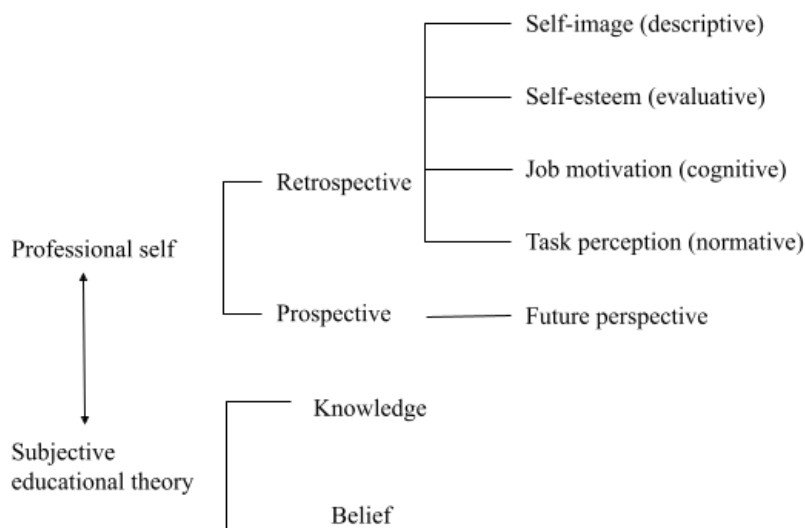 Self-image (descriptive)
Self-esteem (evaluative)
Retrospective
Job motivation (cognitive)
Task perception (normative)
Professional self
Prospective
Future perspective
Knowledge
Subjective
educational theory
Belief